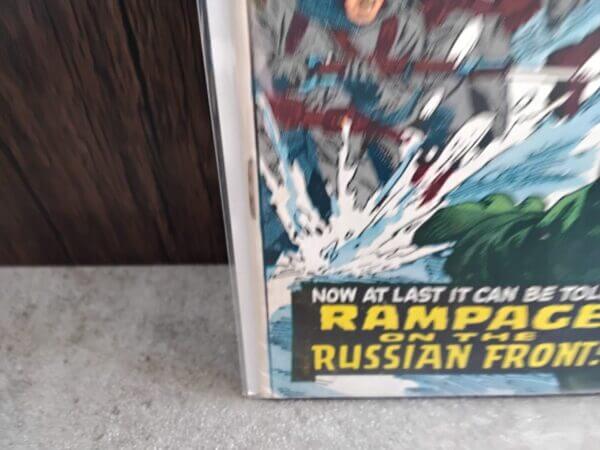 NOW AT LAST IT CAN BE TOL
RAMPAGE
ON THE
RUSSIAN FRONT!